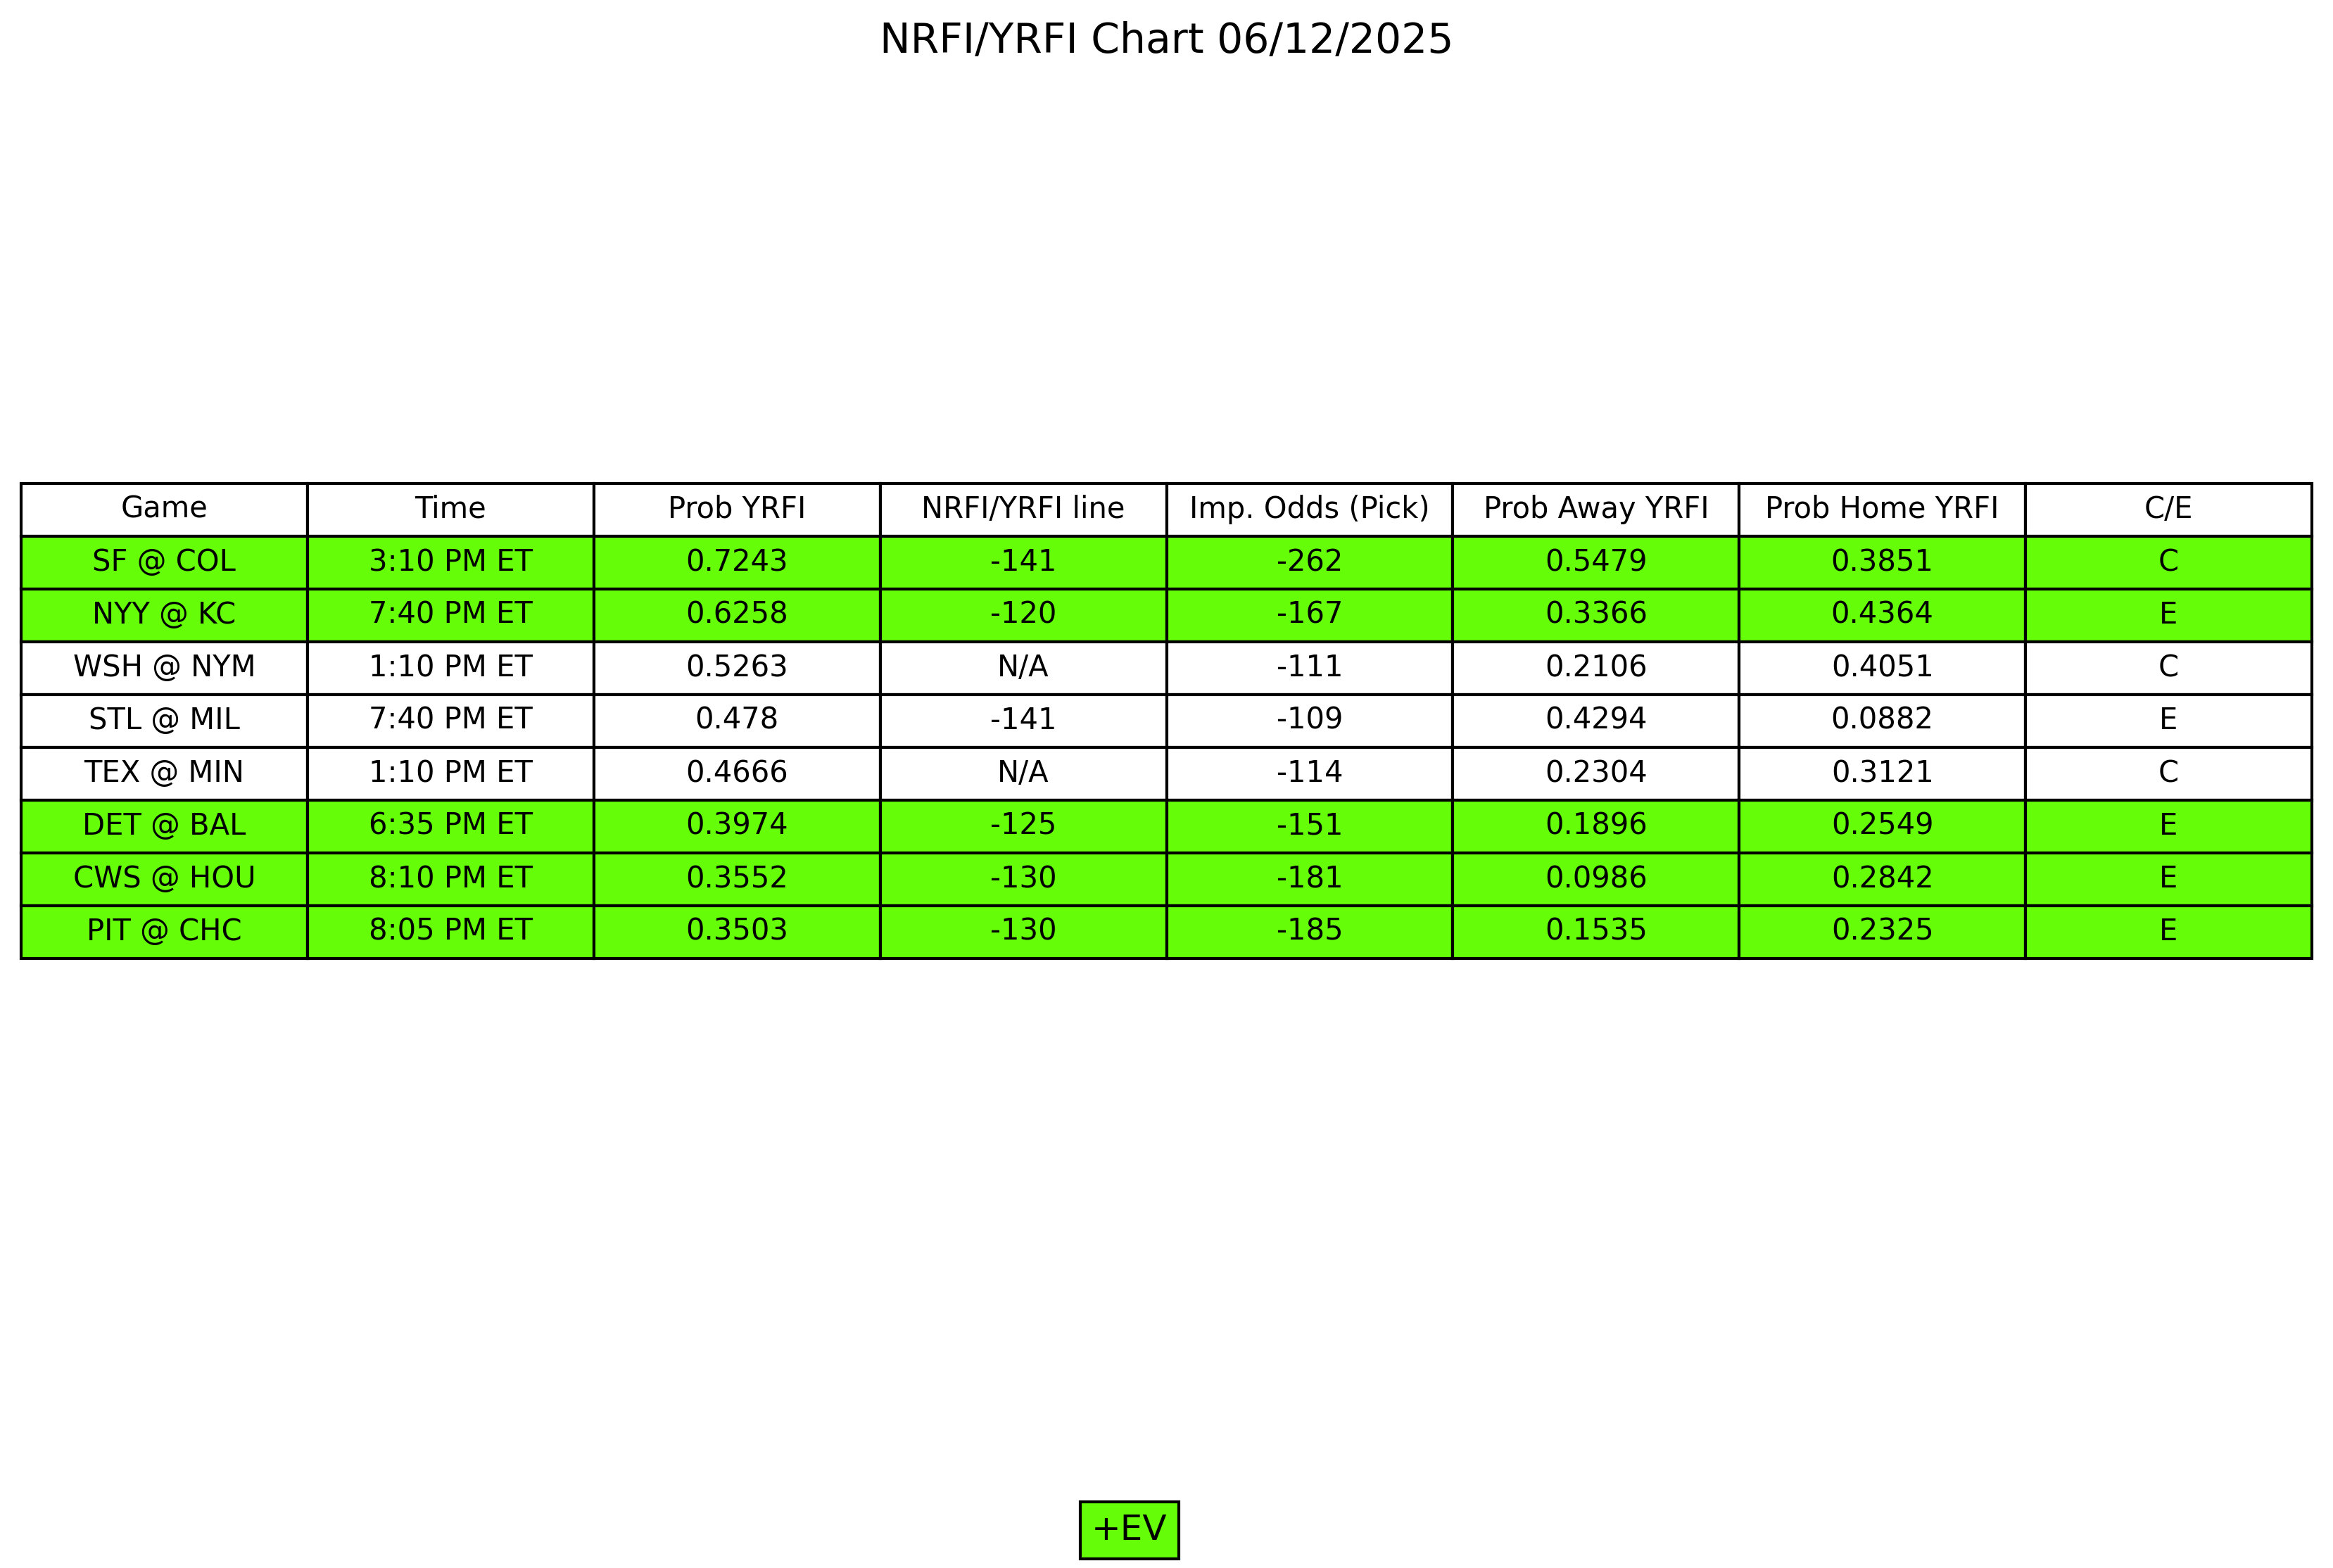 NRFI/YRFI Chart 06/12/2025
Game Time Prob YRFI NRFI/YRFI line Imp. Odds (Pick) Prob Away YRFI Prob Home YRFI C/E
SF @ COL 3:10 PM ET 0.7243 -141 -262 0.5479 0.3851 C
NYY @ KC 7:40 PM ET 0.6258 -120 -167 0.3366 0.4364 E
WSH @ NYM 1:10 PM ET 0.5263 N/A -111 0.2106 0.4051 C
STL @ MIL 7:40 PM ET 0.478 -141 -109 0.4294 0.0882 E
TEX @ MIN 1:10 PM ET 0.4666 N/A -114 0.2304 0.3121 C
DET @ BAL 6:35 PM ET 0.3974 -125 -151 0.1896 0.2549 E
CWS @ HOU 8:10 PM ET 0.3552 -130 -181 0.0986 0.2842 E
PIT @ CHC 8:05 PM ET 0.3503 -130 -185 0.1535 0.2325 E
+EV